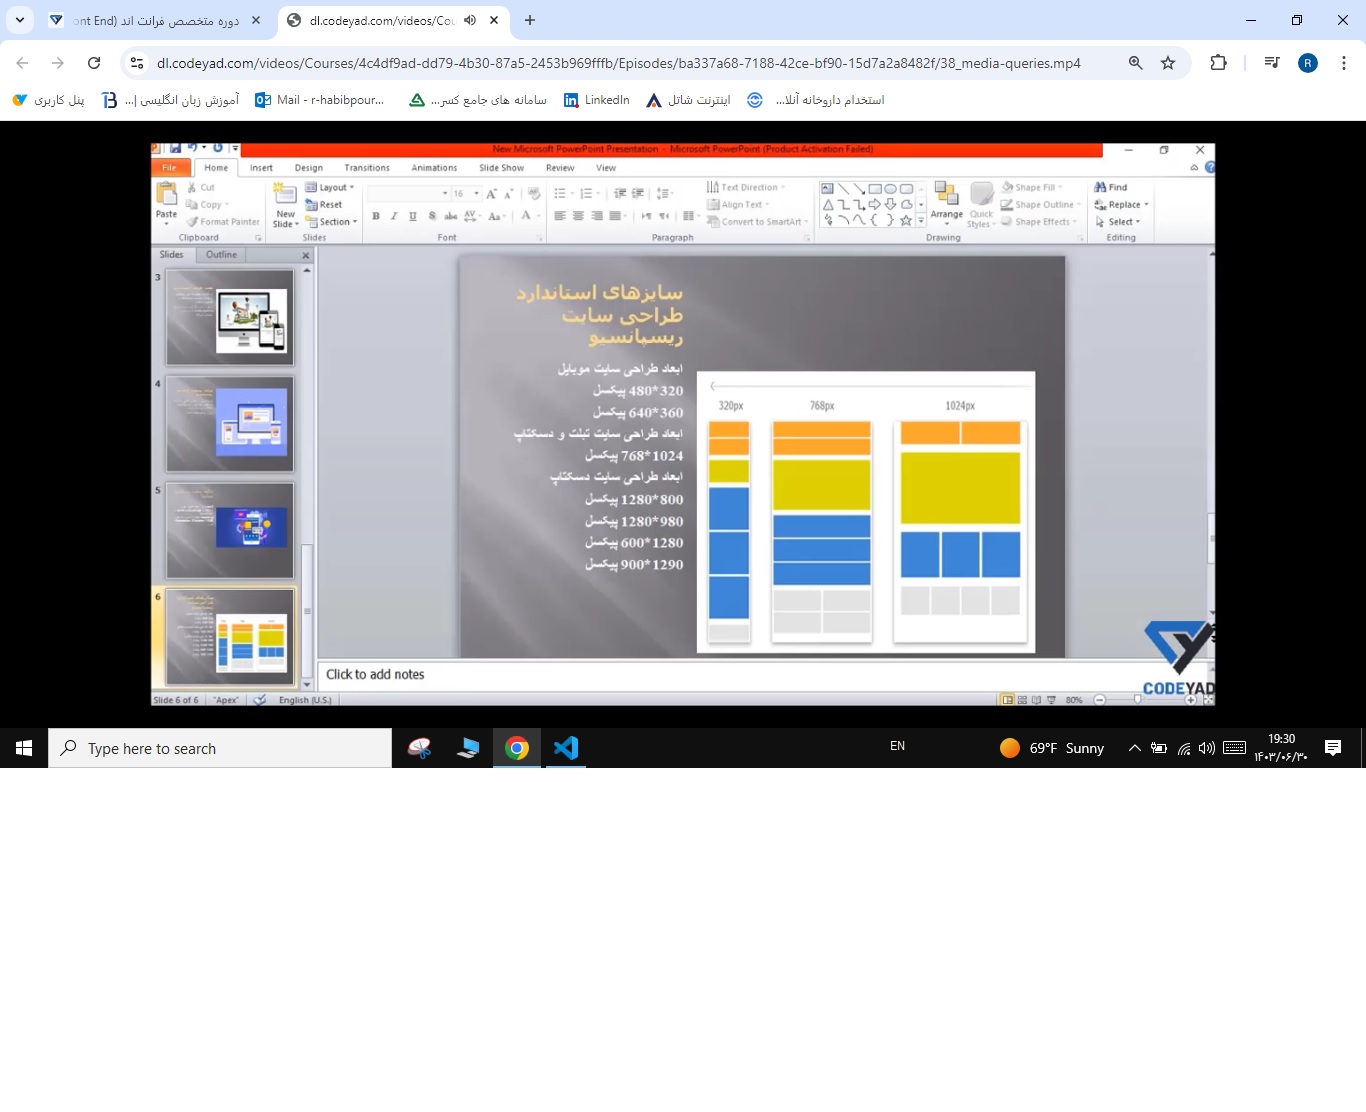 دوره متخصص فرانت اند (ont End
dl.codeyad.com/videos/Cou
dl.codeyad.com/videos/Courses/4c4df9ad-dd79-4b30-87a5-2453b969fffb/Episodes/ba337a68-7188-42ce-bf90-15d7a2a8482f/38_media-queries.mp4
R
پنل کاربری
آموزش زبان انگلیسی |...
Mail - r-habibpour...
سامانه های جامع کسر...
LinkedIn
اینترنت شاتل
استخدام داروخانه آنلا...
New Microsoft PowerPoint Presentation - Microsoft PowerPoint (Product Activation Failed)
File Home Insert Design Transitions Animations Slide Show Review View
Paste
Cut
Copy
Format Painter
Clipboard
New Slide
Layout
Reset
Section
Slides
16
B I U S abc AV Aa A
Font
Text Direction
Align Text
Convert to SmartArt
Paragraph
Arrange
Quick Styles
Shape Fill
Shape Outline
Shape Effects
Drawing
Find
Replace
Select
Editing
Slides Outline
3
4
5
6
سایزهای استاندارد
طراحی سایت
ریسپانسیو
ابعاد طراحی سایت موبایل
320*480 پیکسل
360*640 پیکسل
ابعاد طراحی سایت تبلت و دسکتاپ
1024*768 پیکسل
ابعاد طراحی سایت دسکتاپ
800*1280 پیکسل
980*1280 پیکسل
1280*600 پیکسل
1290*900 پیکسل
320px 768px 1024px
CODEYAD
Click to add notes
Slide 6 of 6 "Apex" English (U.S.) 80%
Type here to search
EN
69°F Sunny
19:30
۱۴۰۳/۰۶/۳۰